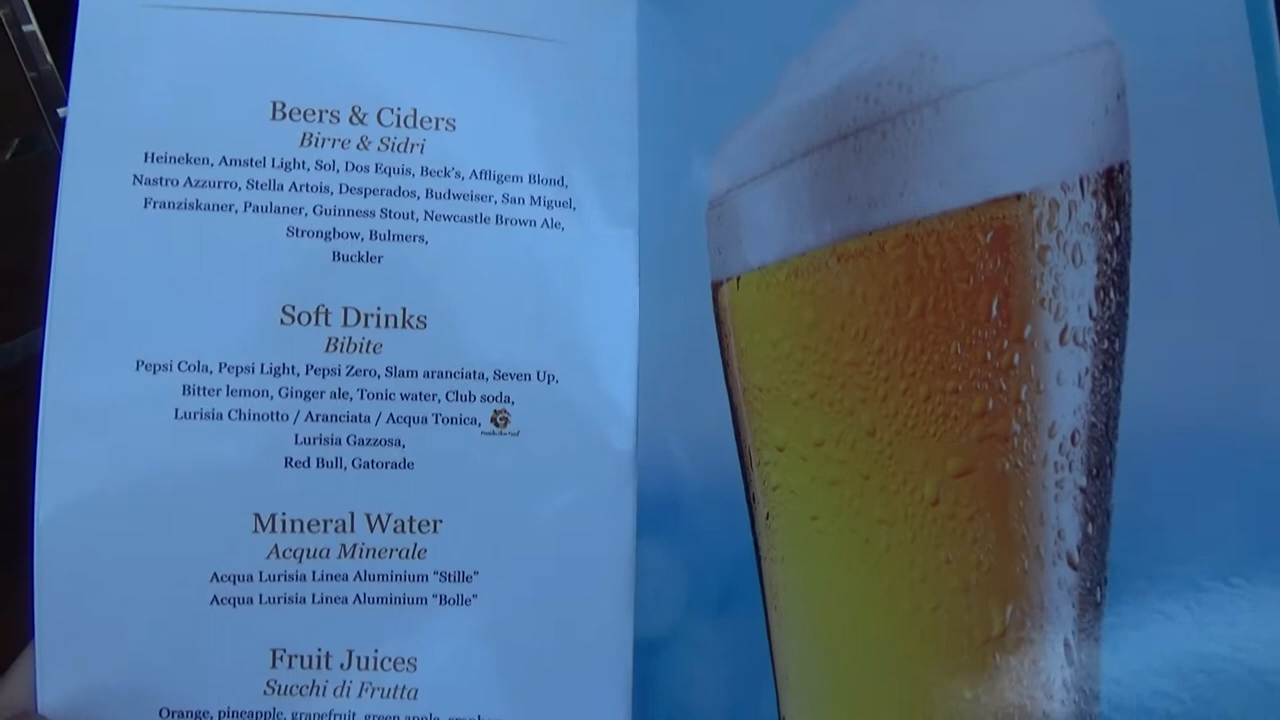 Beers & Ciders
Birre & Sidri
Heineken, Amstel Light, Sol, Dos Equis, Beck's, Affligem Blond,
Nastro Azzurro, Stella Artois, Desperados, Budweiser, San Miguel,
Franziskaner, Paulaner, Guinness Stout, Newcastle Brown Ale,
Strongbow, Bulmers,
Buckler
Soft Drinks
Bibite
Pepsi Cola, Pepsi Light, Pepsi Zero, Slam aranciata, Seven Up,
Bitter lemon, Ginger ale, Tonic water, Club soda,
Lurisia Chinotto / Aranciata / Acqua Tonica,
Lurisia Gazzosa,
Red Bull, Gatorade
Mineral Water
Acqua Minerale
Acqua Lurisia Linea Aluminium “Stille”
Acqua Lurisia Linea Aluminium “Bolle”
Fruit Juices
Succhi di Frutta
Orange, pineapple, grapefruit, green apple,